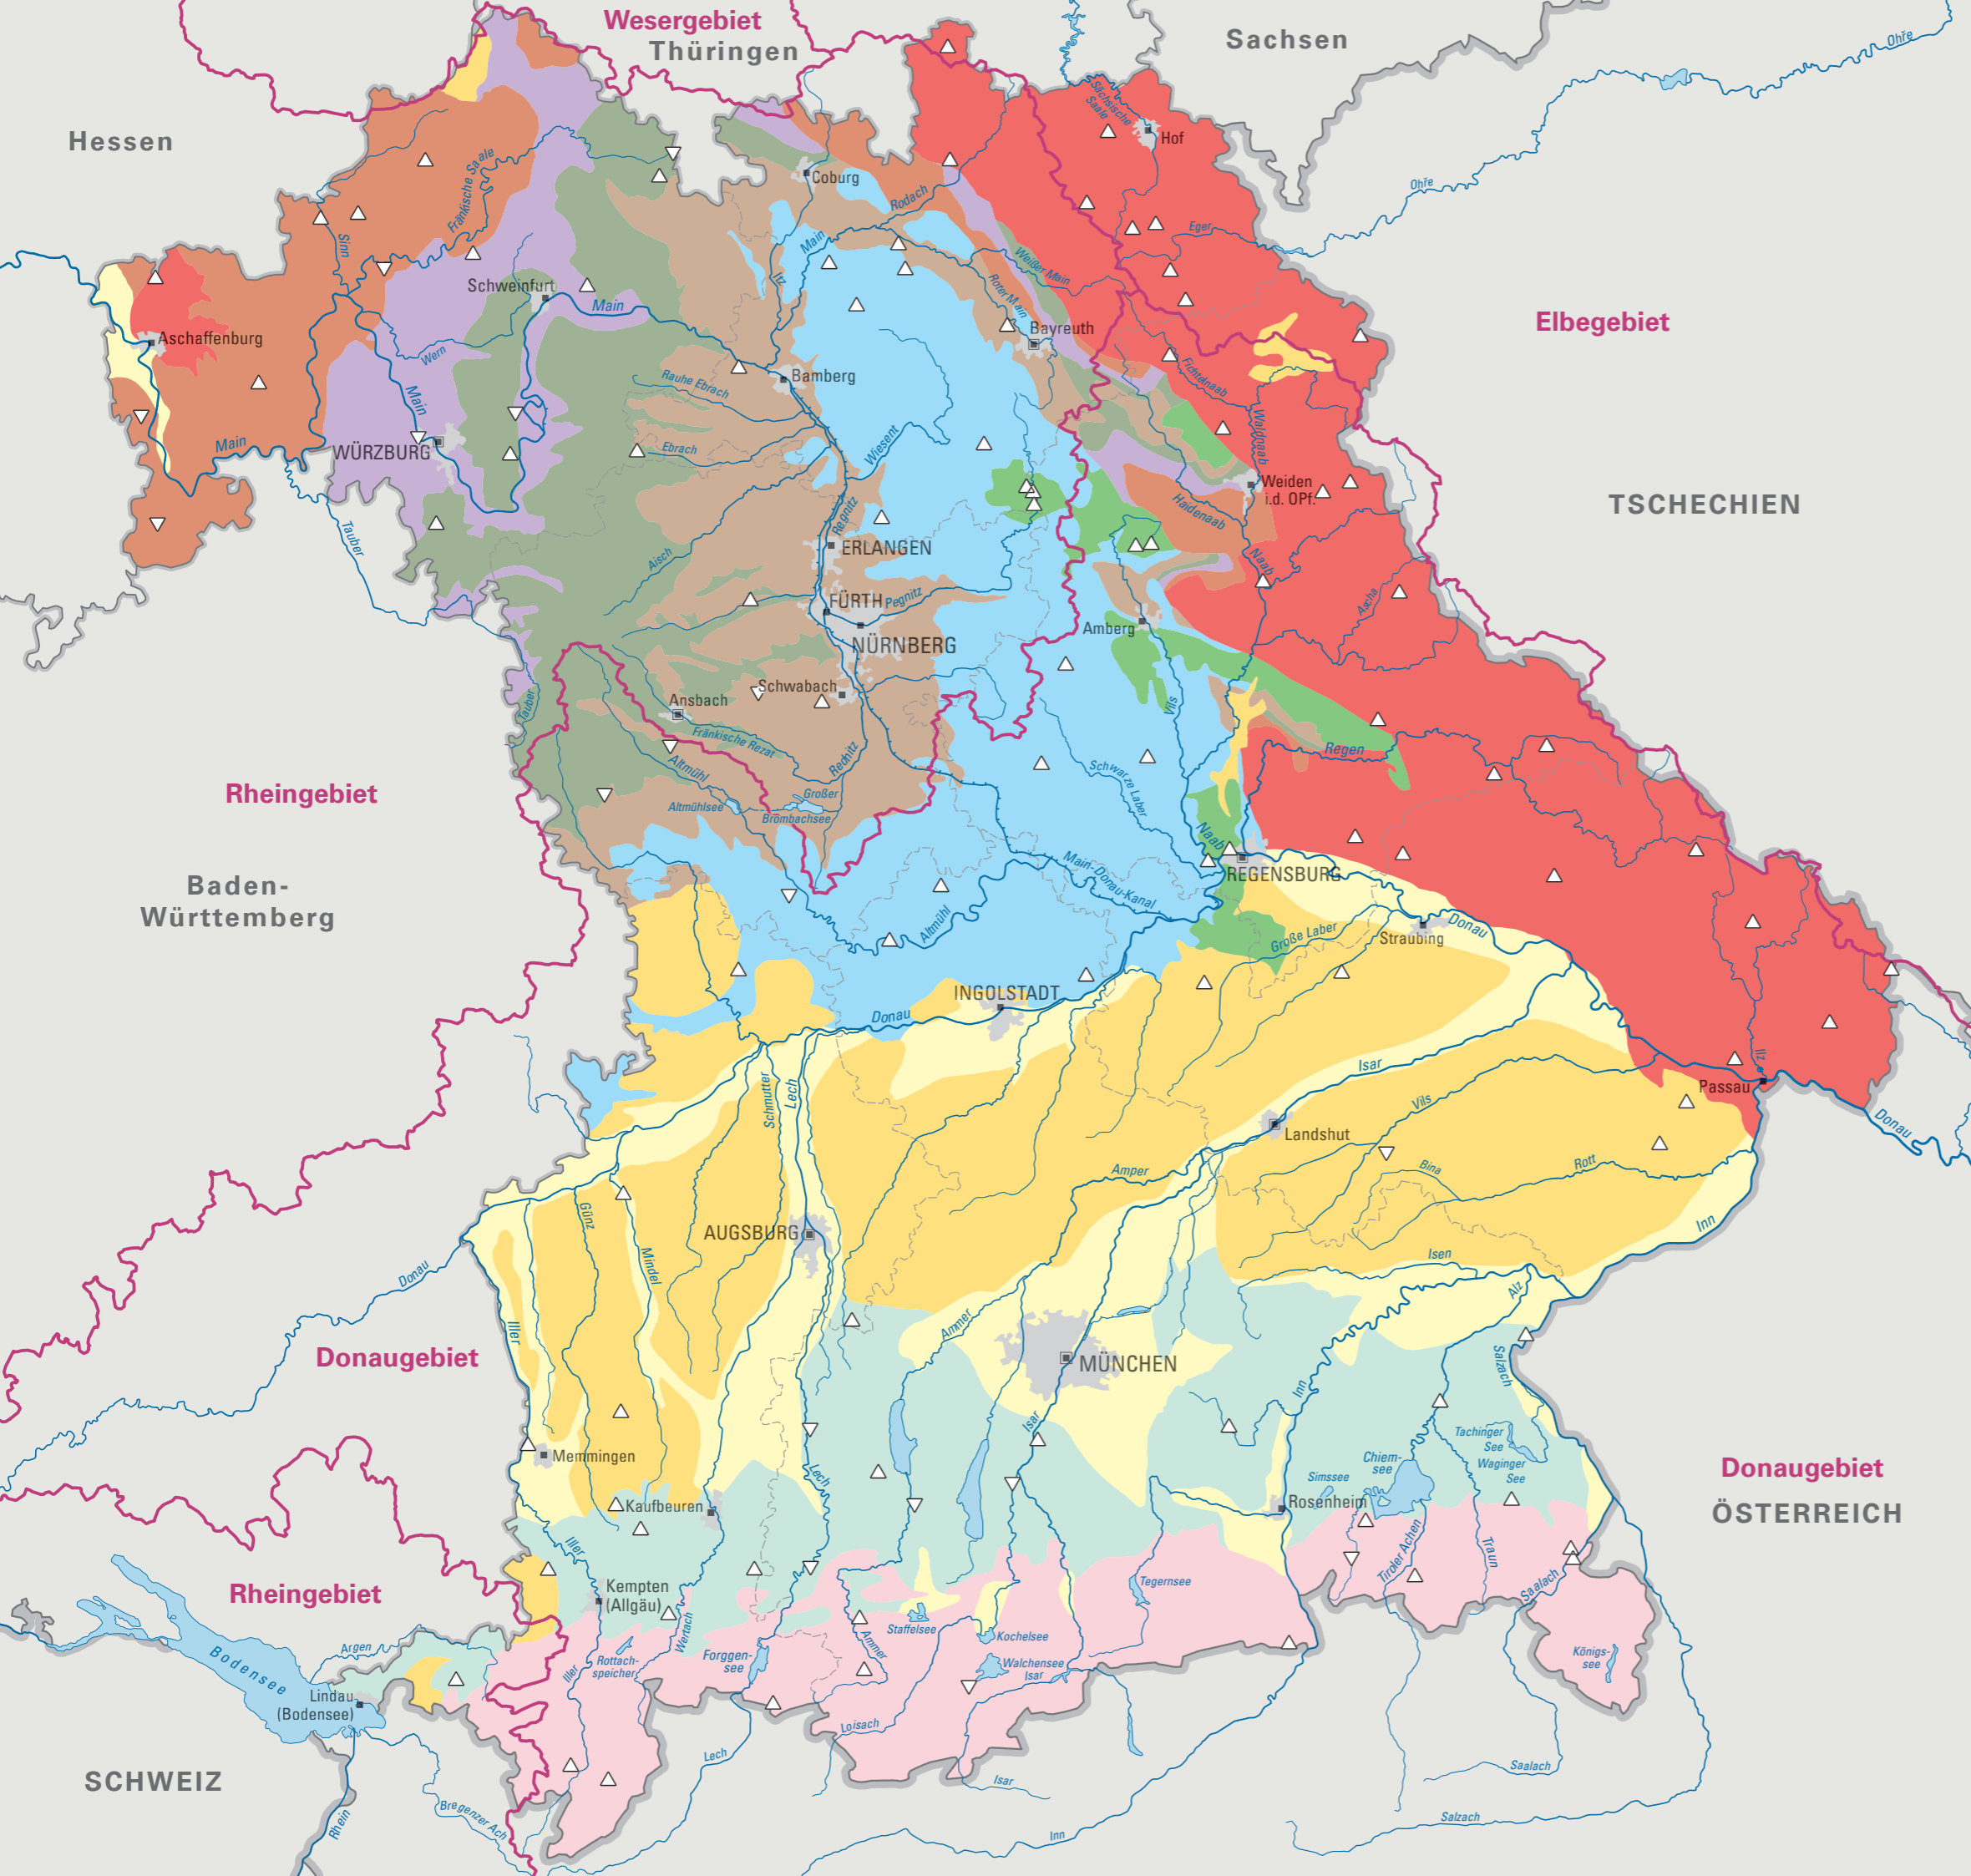 Wesergebiet
Thüringen
Sachsen
Ohře
Hessen
Sächsische
Saale
Hof
Fränkische Saale
Coburg
Rodach
Ohře
Eger
Sinn
Main
Itz
Weißer Main
Roter Main
Schweinfurt
Main
Bayreuth
Elbegebiet
Aschaffenburg
Wern
Main
Rauhe Ebrach
Bamberg
Fichtelnaab
Waldnaab
Main
WÜRZBURG
Ebrach
Wiesent
Weiden
i.d. OPf.
TSCHECHIEN
Tauber
Regnitz
Haidenaab
Aisch
ERLANGEN
Naab
FÜRTH
Pegnitz
Ascha
NÜRNBERG
Amberg
Tauber
Schwabach
Ansbach
Vils
Fränkische Rezat
Rednitz
Regen
Altmühl
Schwarze Laber
Rheingebiet
Altmühlsee
Großer
Brombachsee
Naab
Main-Donau-Kanal
REGENSBURG
Baden-
Württemberg
Altmühl
Große Laber
Straubing
Donau
INGOLSTADT
Donau
Schmutter
Lech
Isar
Ilz
Passau
Vils
Donau
Landshut
Amper
Bina
Rott
Günz
Mindel
AUGSBURG
Inn
Donau
Isen
Alz
Iller
Ammer
Donaugebiet
MÜNCHEN
Salzach
Inn
Isar
Tachinger
See
Waginger
See
Memmingen
Lech
Chiem-
see
Simssee
Donaugebiet
ÖSTERREICH
Kaufbeuren
Rosenheim
Iller
Tiroler Achen
Traun
Rheingebiet
Kempten
(Allgäu)
Tegernsee
Saalach
Wertach
Staffelsee
Kochelsee
Ammer
Argen
Bodensee
Iller
Rottach-
speicher
Forggen-
see
Walchensee
Isar
Königs-
see
Lindau
(Bodensee)
Loisach
Lech
SCHWEIZ
Isar
Saalach
Rhein
Bregenzer Ach
Salzach
Inn